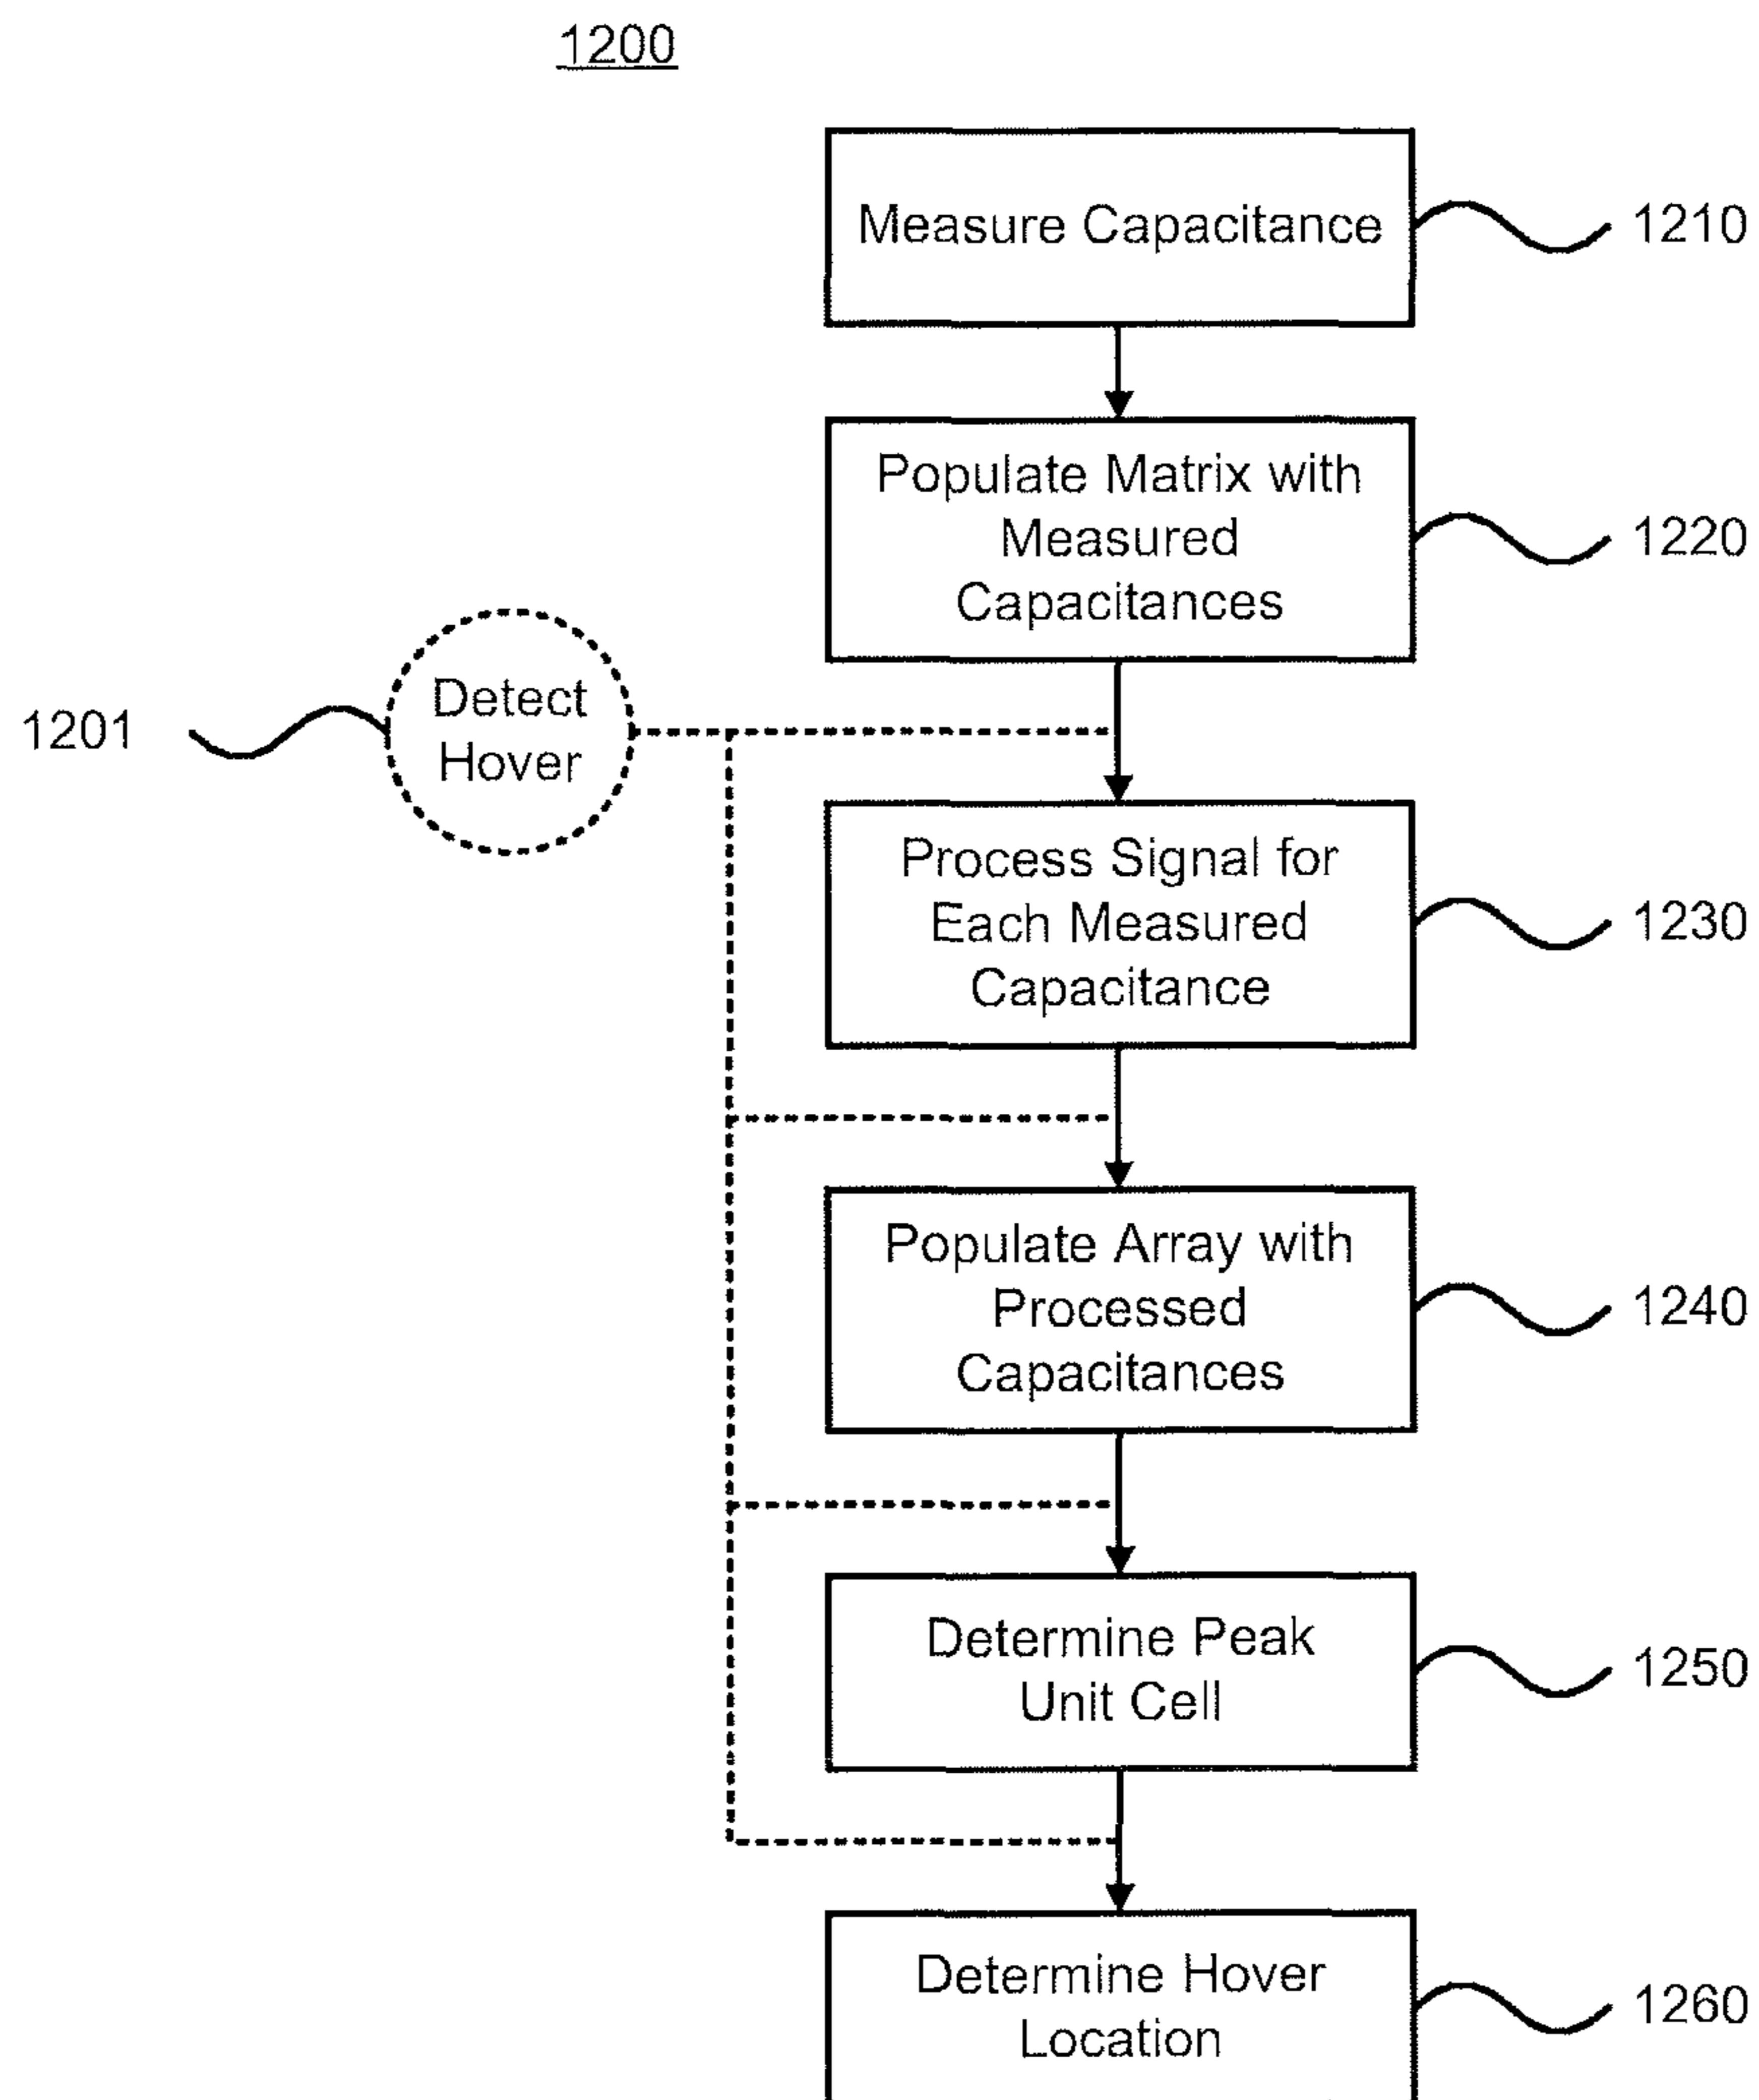 1200
Measure Capacitance
1210
Populate Matrix with
Measured
Capacitances
1220
1201
Detect
Hover
Process Signal for
Each Measured
Capacitance
1230
Populate Array with
Processed
Capacitances
1240
Determine Peak
Unit Cell
1250
Determine Hover
Location
1260